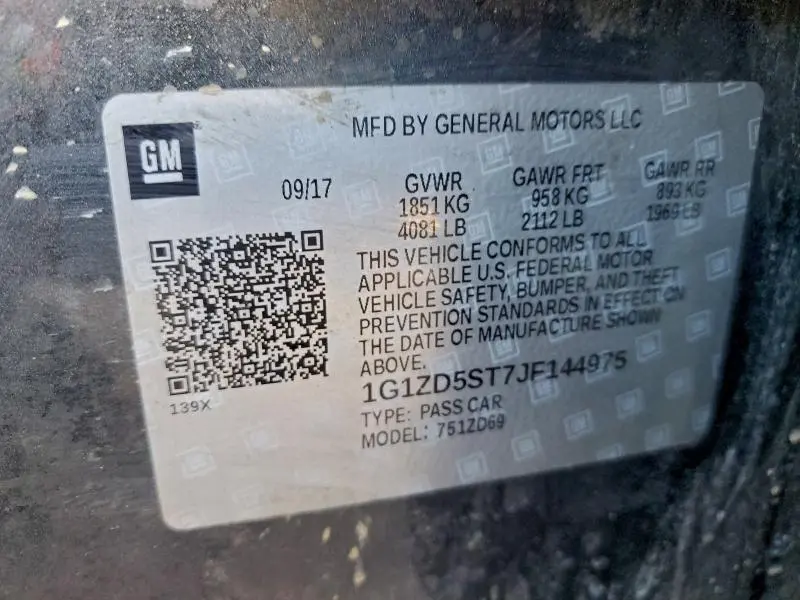 MFD BY GENERAL MOTORS LLC
GM
09/17
GVWR GAWR FRT GAWR RR
1851 KG 958 KG 893 KG
4081 LB 2112 LB 1969 LB
THIS VEHICLE CONFORMS TO ALL
APPLICABLE U.S. FEDERAL MOTOR
VEHICLE SAFETY, BUMPER, AND THEFT
PREVENTION STANDARDS IN EFFECT ON
THE DATE OF MANUFACTURE SHOWN
ABOVE.
1G1ZD5ST7JF144975
139X
TYPE: PASS CAR
MODEL: 751ZD69